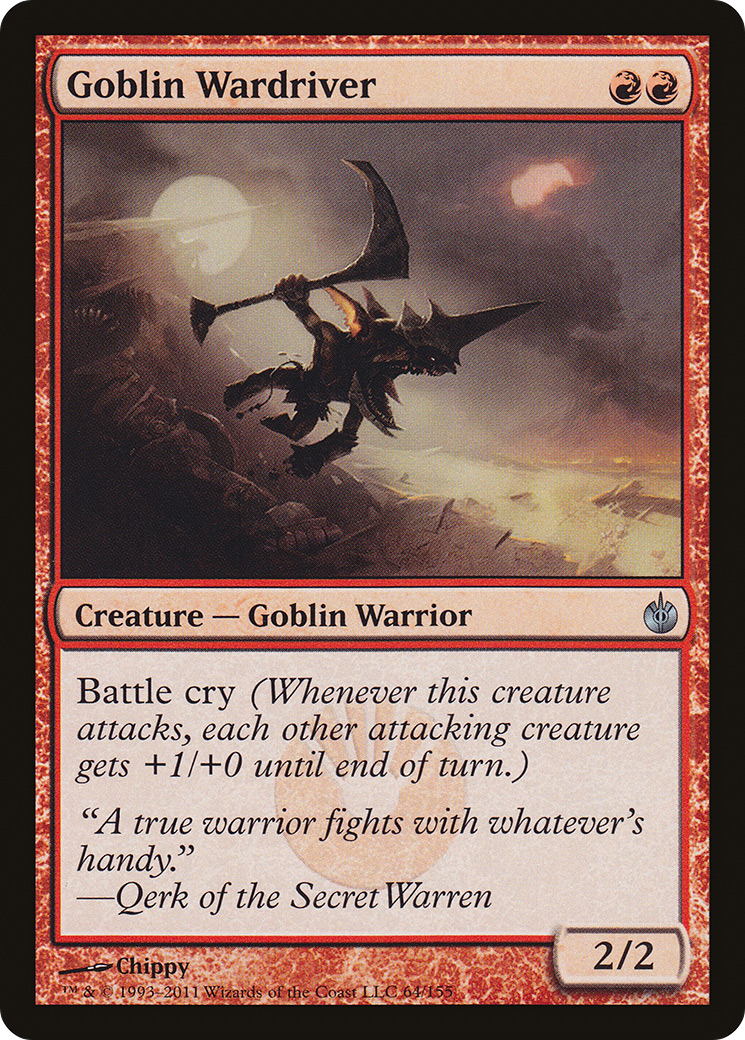 Goblin Wardriver
Creature — Goblin Warrior
Battle cry (Whenever this creature
attacks, each other attacking creature
gets +1/+0 until end of turn.)
“A true warrior fights with whatever’s
handy.”
—Qerk of the Secret Warren
2/2
Chippy
™ & © 1993–2011 Wizards of the Coast LLC 64/155